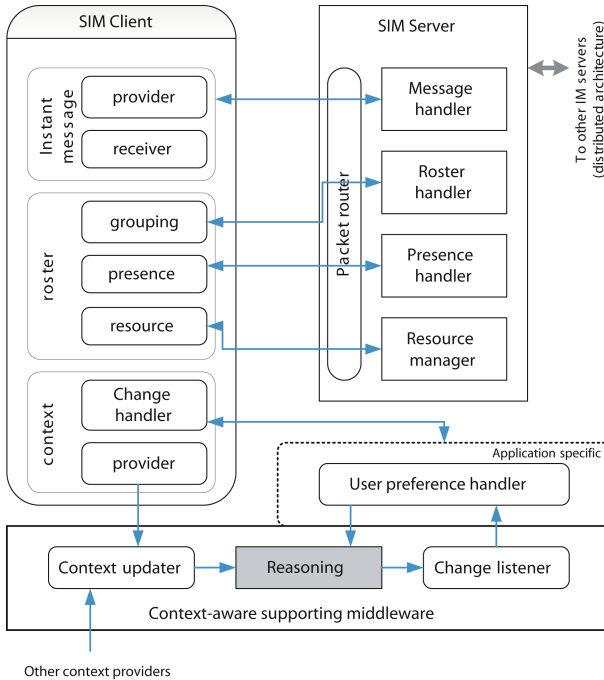 SIM Client
Instant
message
provider
receiver
roster
grouping
presence
resource
context
Change
handler
provider
SIM Server
Packet router
Message
handler
Roster
handler
Presence
handler
Resource
manager
To other IM servers
(distributed architecture)
Application specific
User preference handler
Context updater
Reasoning
Change listener
Context-aware supporting middleware
Other context providers